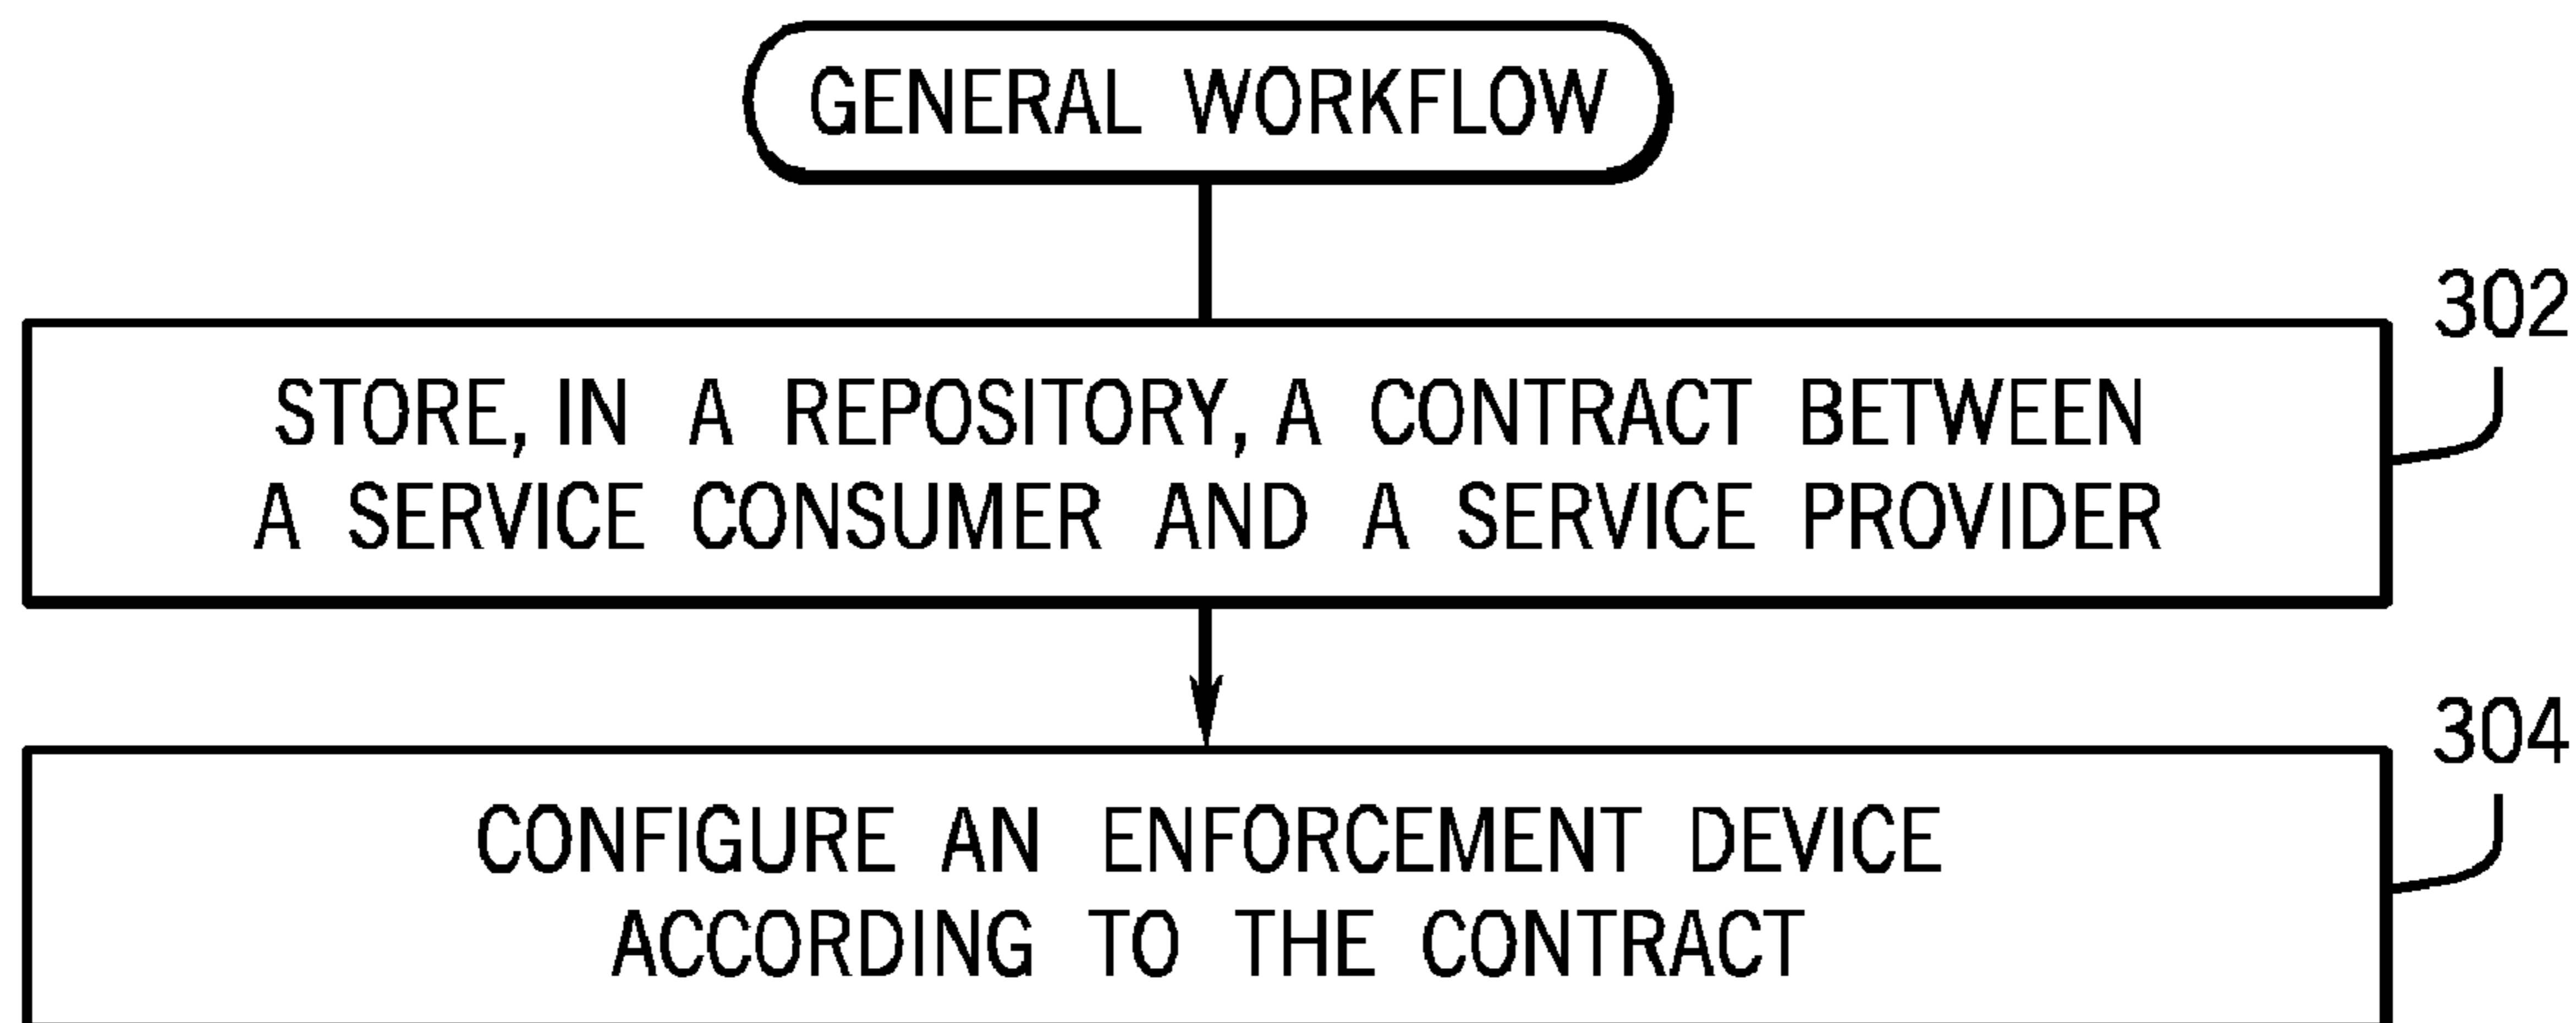 GENERAL WORKFLOW
302
STORE, IN A REPOSITORY, A CONTRACT BETWEEN
A SERVICE CONSUMER AND A SERVICE PROVIDER
304
CONFIGURE AN ENFORCEMENT DEVICE
ACCORDING TO THE CONTRACT